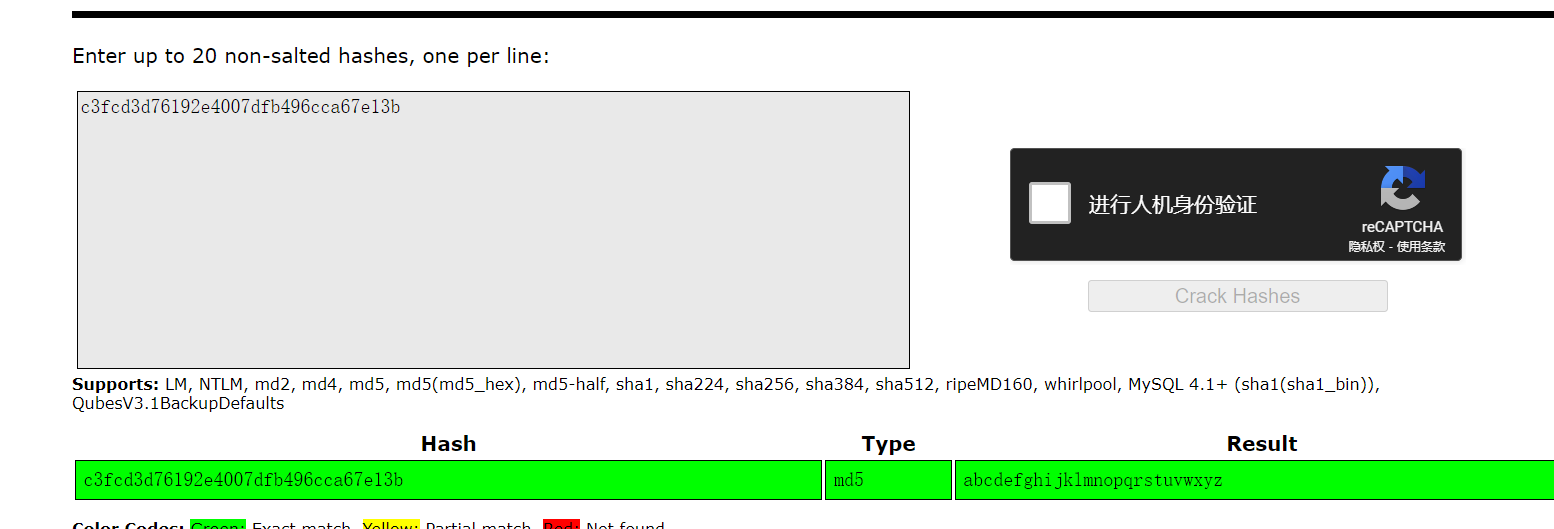 Enter up to 20 non-salted hashes, one per line:
c3fcd3d76192e4007dfb496cca67e13b
进行人机身份验证
reCAPTCHA
隐私权 - 使用条款
Crack Hashes
Supports: LM, NTLM, md2, md4, md5, md5(md5_hex), md5-half, sha1, sha224, sha256, sha384, sha512, ripeMD160, whirlpool, MySQL 4.1+ (sha1(sha1_bin)),
QubesV3.1BackupDefaults
Hash Type Result
c3fcd3d76192e4007dfb496cca67e13b md5 abcdefghijklmnopqrstuvwxyz
Color Codes: Green: Exact match, Yellow: Partial match, Red: Not found.